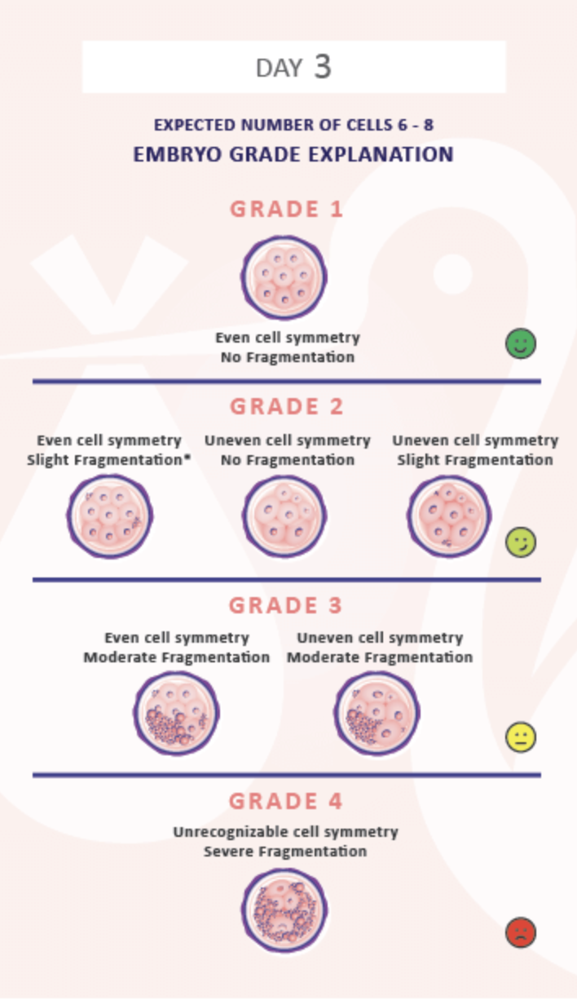 DAY 3
EXPECTED NUMBER OF CELLS 6 - 8
EMBRYO GRADE EXPLANATION
GRADE 1
Even cell symmetry
No Fragmentation
GRADE 2
Even cell symmetry
Slight Fragmentation*
Uneven cell symmetry
No Fragmentation
Uneven cell symmetry
Slight Fragmentation
GRADE 3
Even cell symmetry
Moderate Fragmentation
Uneven cell symmetry
Moderate Fragmentation
GRADE 4
Unrecognizable cell symmetry
Severe Fragmentation